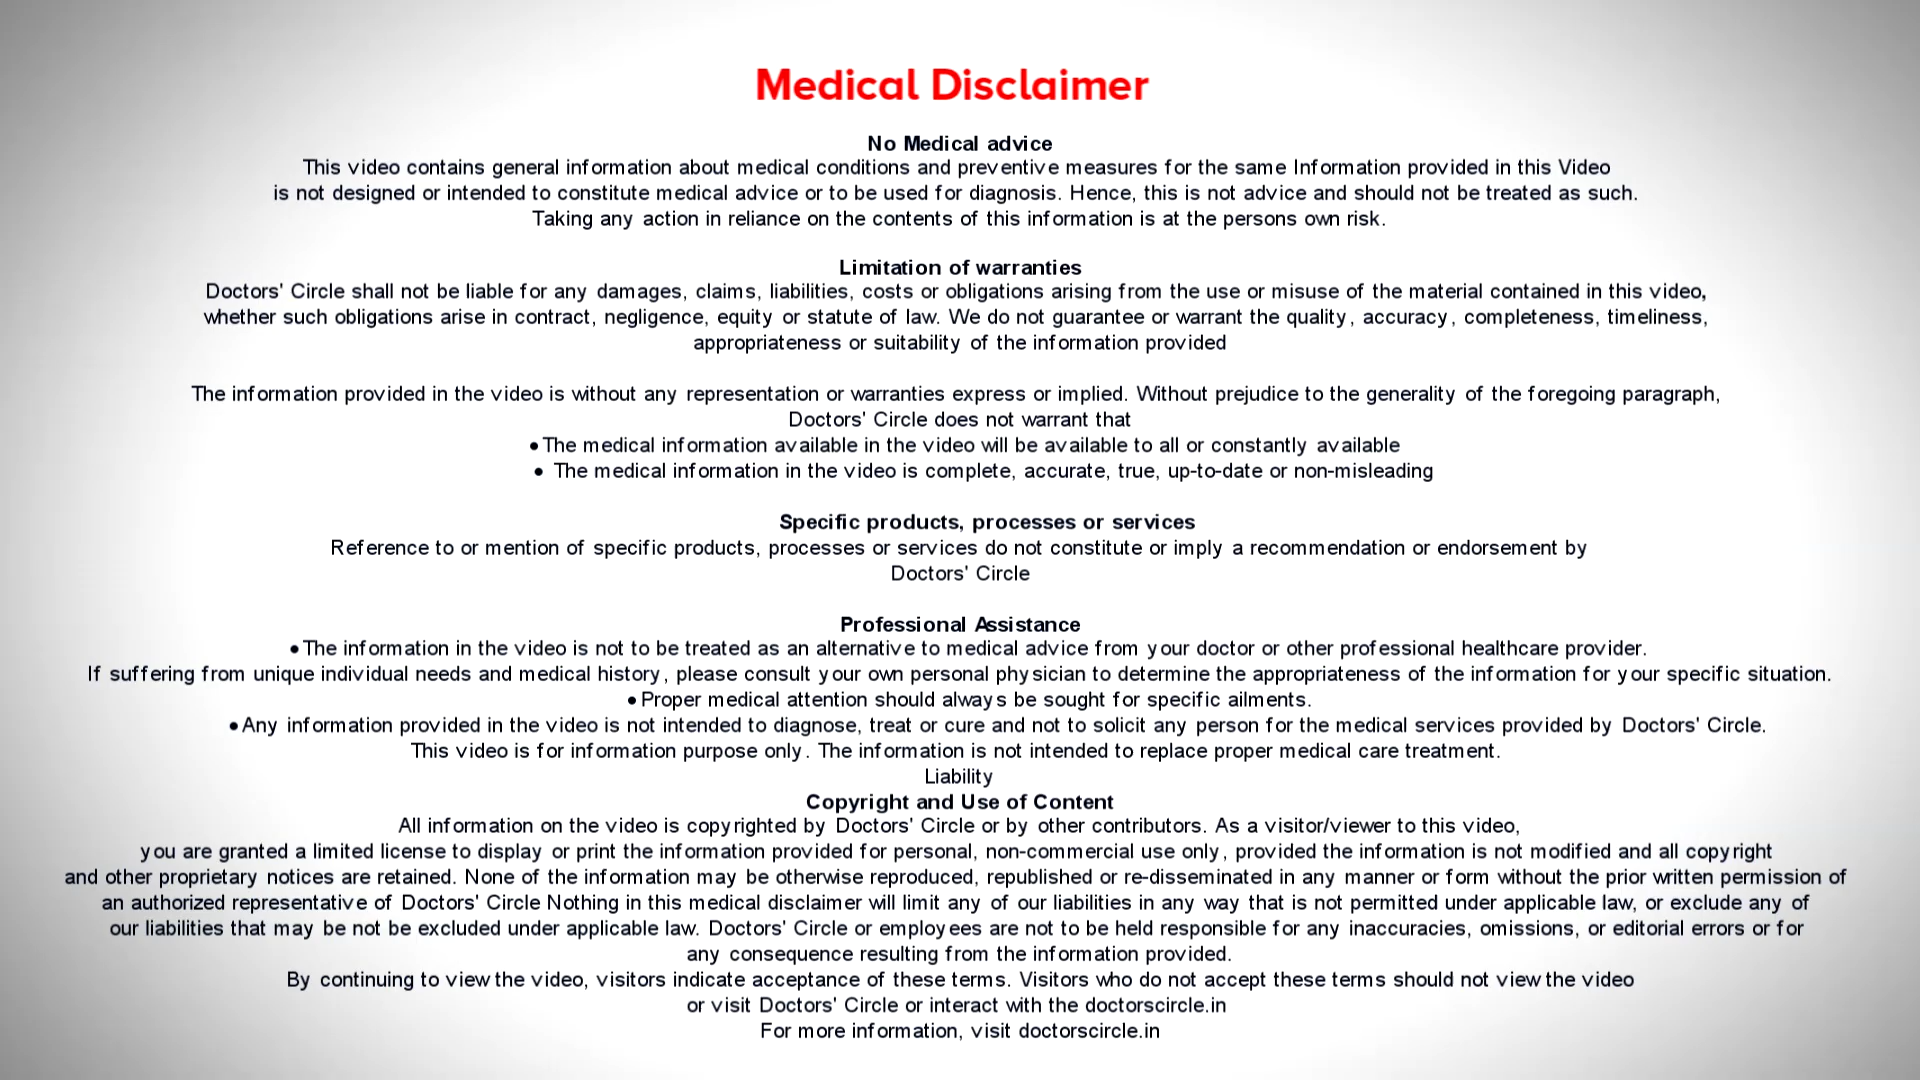 Medical Disclaimer
No Medical advice
This video contains general information about medical conditions and preventive measures for the same Information provided in this Video
is not designed or intended to constitute medical advice or to be used for diagnosis. Hence, this is not advice and should not be treated as such.
Taking any action in reliance on the contents of this information is at the persons own risk.
Limitation of warranties
Doctors' Circle shall not be liable for any damages, claims, liabilities, costs or obligations arising from the use or misuse of the material contained in this video,
whether such obligations arise in contract, negligence, equity or statute of law. We do not guarantee or warrant the quality, accuracy, completeness, timeliness,
appropriateness or suitability of the information provided
The information provided in the video is without any representation or warranties express or implied. Without prejudice to the generality of the foregoing paragraph,
Doctors' Circle does not warrant that
• The medical information available in the video will be available to all or constantly available
• The medical information in the video is complete, accurate, true, up-to-date or non-misleading
Specific products, processes or services
Reference to or mention of specific products, processes or services do not constitute or imply a recommendation or endorsement by
Doctors' Circle
Professional Assistance
• The information in the video is not to be treated as an alternative to medical advice from your doctor or other professional healthcare provider.
If suffering from unique individual needs and medical history, please consult your own personal physician to determine the appropriateness of the information for your specific situation.
• Proper medical attention should always be sought for specific ailments.
• Any information provided in the video is not intended to diagnose, treat or cure and not to solicit any person for the medical services provided by Doctors' Circle.
This video is for information purpose only. The information is not intended to replace proper medical care treatment.
Liability
Copyright and Use of Content
All information on the video is copyrighted by Doctors' Circle or by other contributors. As a visitor/viewer to this video,
you are granted a limited license to display or print the information provided for personal, non-commercial use only, provided the information is not modified and all copyright
and other proprietary notices are retained. None of the information may be otherwise reproduced, republished or re-disseminated in any manner or form without the prior written permission of
an authorized representative of Doctors' Circle Nothing in this medical disclaimer will limit any of our liabilities in any way that is not permitted under applicable law, or exclude any of
our liabilities that may be not be excluded under applicable law. Doctors' Circle or employees are not to be held responsible for any inaccuracies, omissions, or editorial errors or for
any consequence resulting from the information provided.
By continuing to view the video, visitors indicate acceptance of these terms. Visitors who do not accept these terms should not view the video
or visit Doctors' Circle or interact with the doctorscircle.in
For more information, visit doctorscircle.in